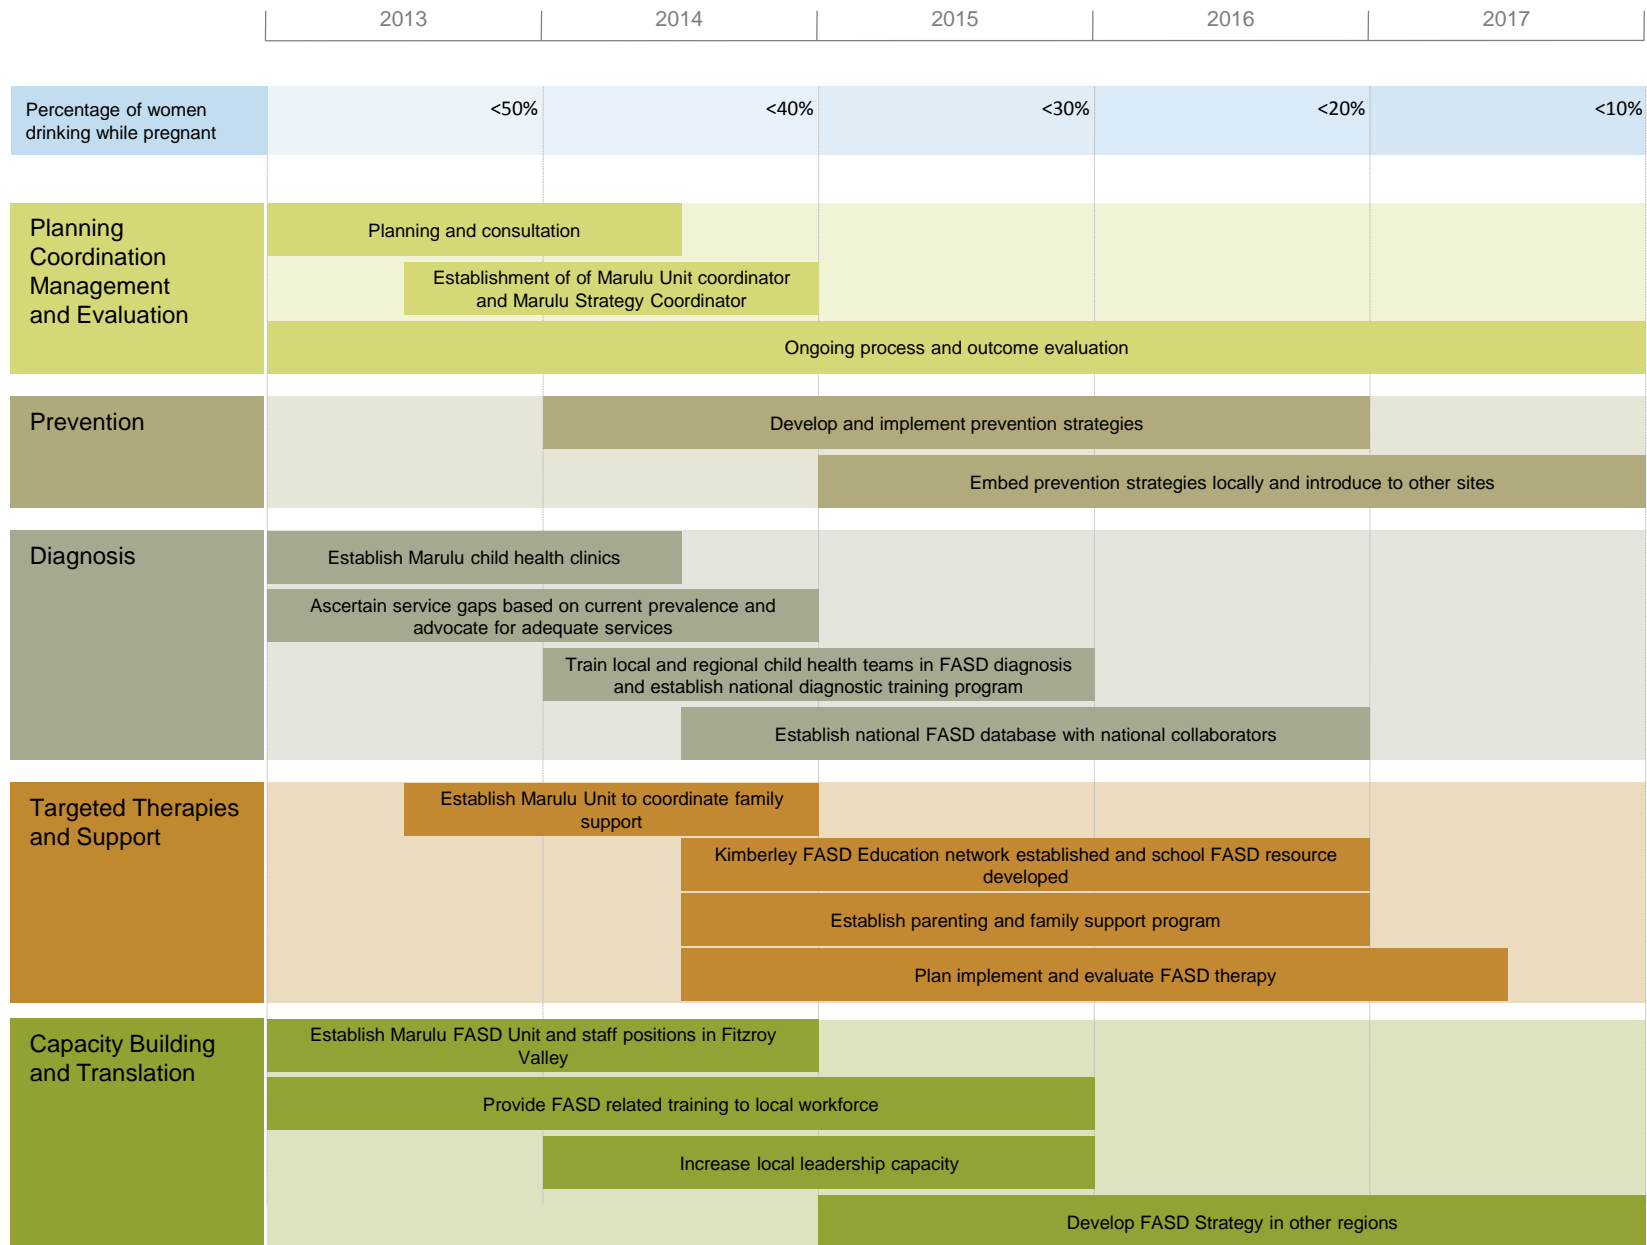 2013 2014 2015 2016 2017
Percentage of women
drinking while pregnant
<50% <40% <30% <20% <10%
Planning
Coordination
Management
and Evaluation
Planning and consultation
Establishment of of Marulu Unit coordinator
and Marulu Strategy Coordinator
Ongoing process and outcome evaluation
Prevention
Develop and implement prevention strategies
Embed prevention strategies locally and introduce to other sites
Diagnosis
Establish Marulu child health clinics
Ascertain service gaps based on current prevalence and
advocate for adequate services
Train local and regional child health teams in FASD diagnosis
and establish national diagnostic training program
Establish national FASD database with national collaborators
Targeted Therapies
and Support
Establish Marulu Unit to coordinate family
support
Kimberley FASD Education network established and school FASD resource
developed
Establish parenting and family support program
Plan implement and evaluate FASD therapy
Capacity Building
and Translation
Establish Marulu FASD Unit and staff positions in Fitzroy
Valley
Provide FASD related training to local workforce
Increase local leadership capacity
Develop FASD Strategy in other regions